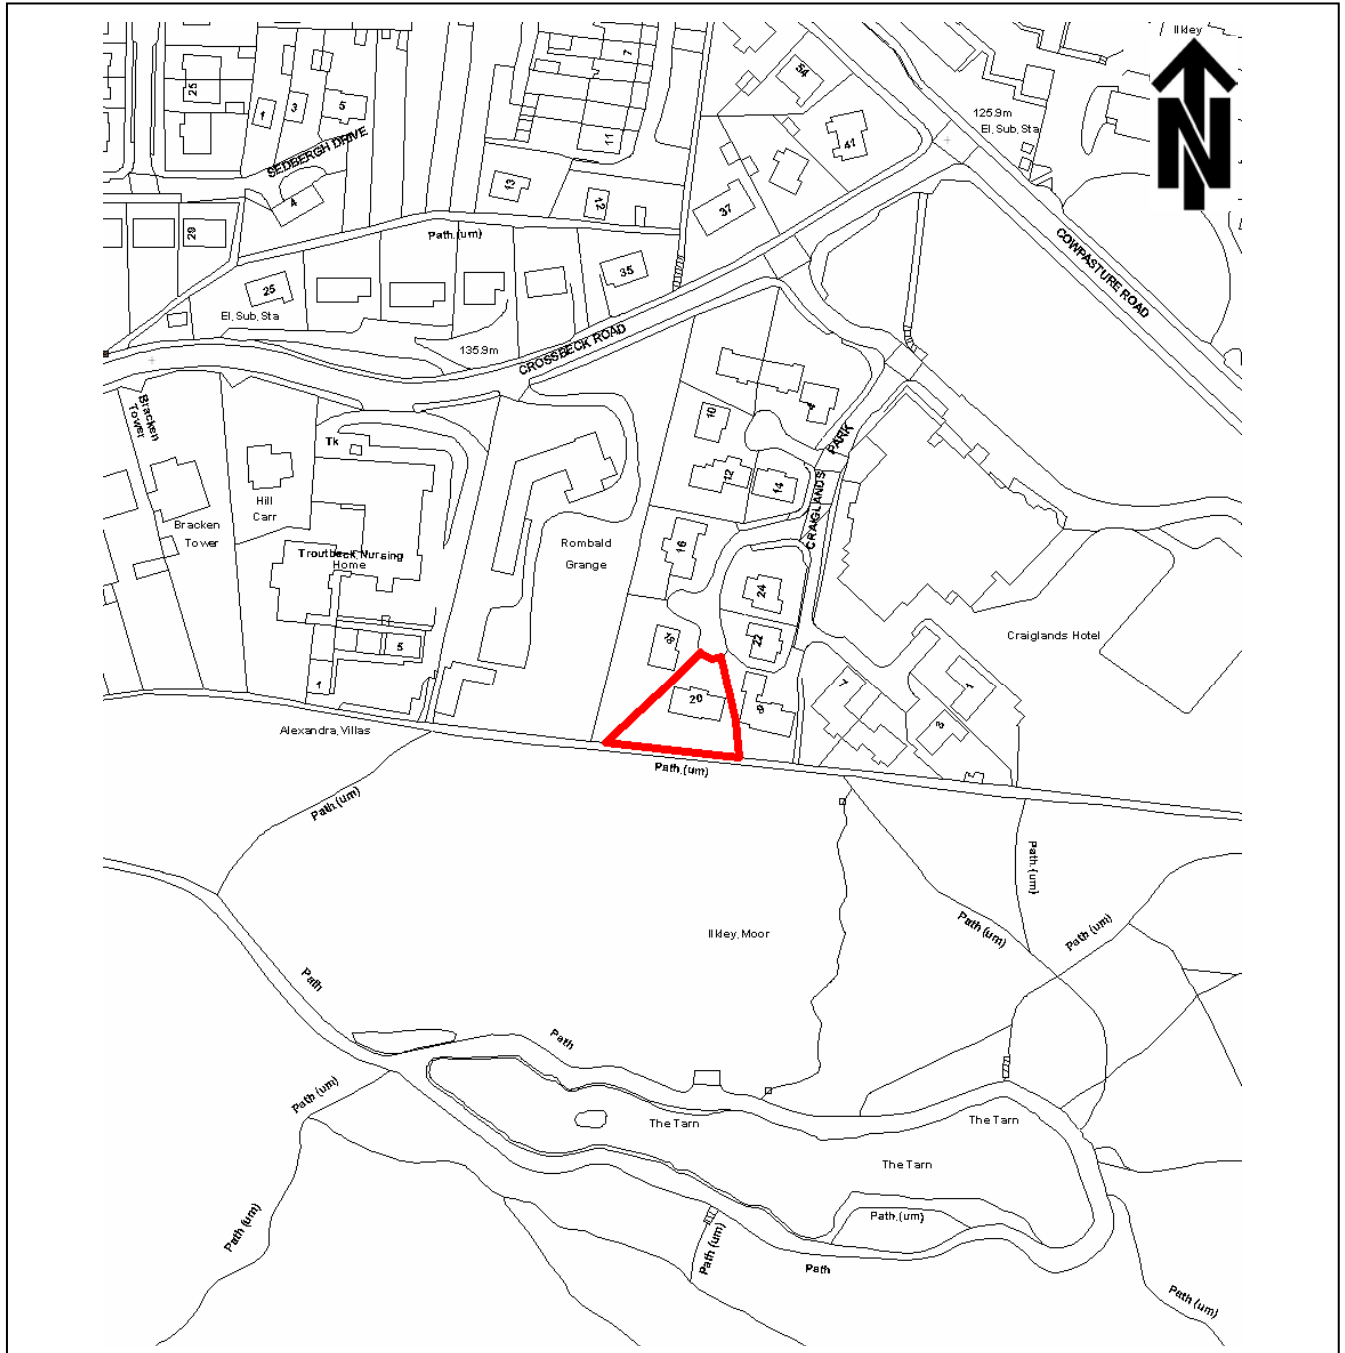 Ilkley
N
7
54
25
1
3
5
125.9m
El, Sub, Sta
41
11
SEDBERGH DRIVE
13
4
12
37
29
Path (um)
COWPASTURE ROAD
35
25
El, Sub, Sta
135.9m
CROSSBECK ROAD
Bracken
Tower
4
10
PARK
Tk
12
14
CRAIGLANDS
Hill
Carr
Bracken
Tower
Troutbeck Nursing
Home
Rombald
Grange
16
24
Craiglands Hotel
18
22
5
1
7
1
20
9
3
Alexandra, Villas
Path (um)
Path (um)
Path (um)
Path (um)
Path (um)
Ilkley, Moor
Path
Path
Path (um)
The Tarn
The Tarn
The Tarn
Path (um)
Path (um)
Path (um)
Path
Path (um)